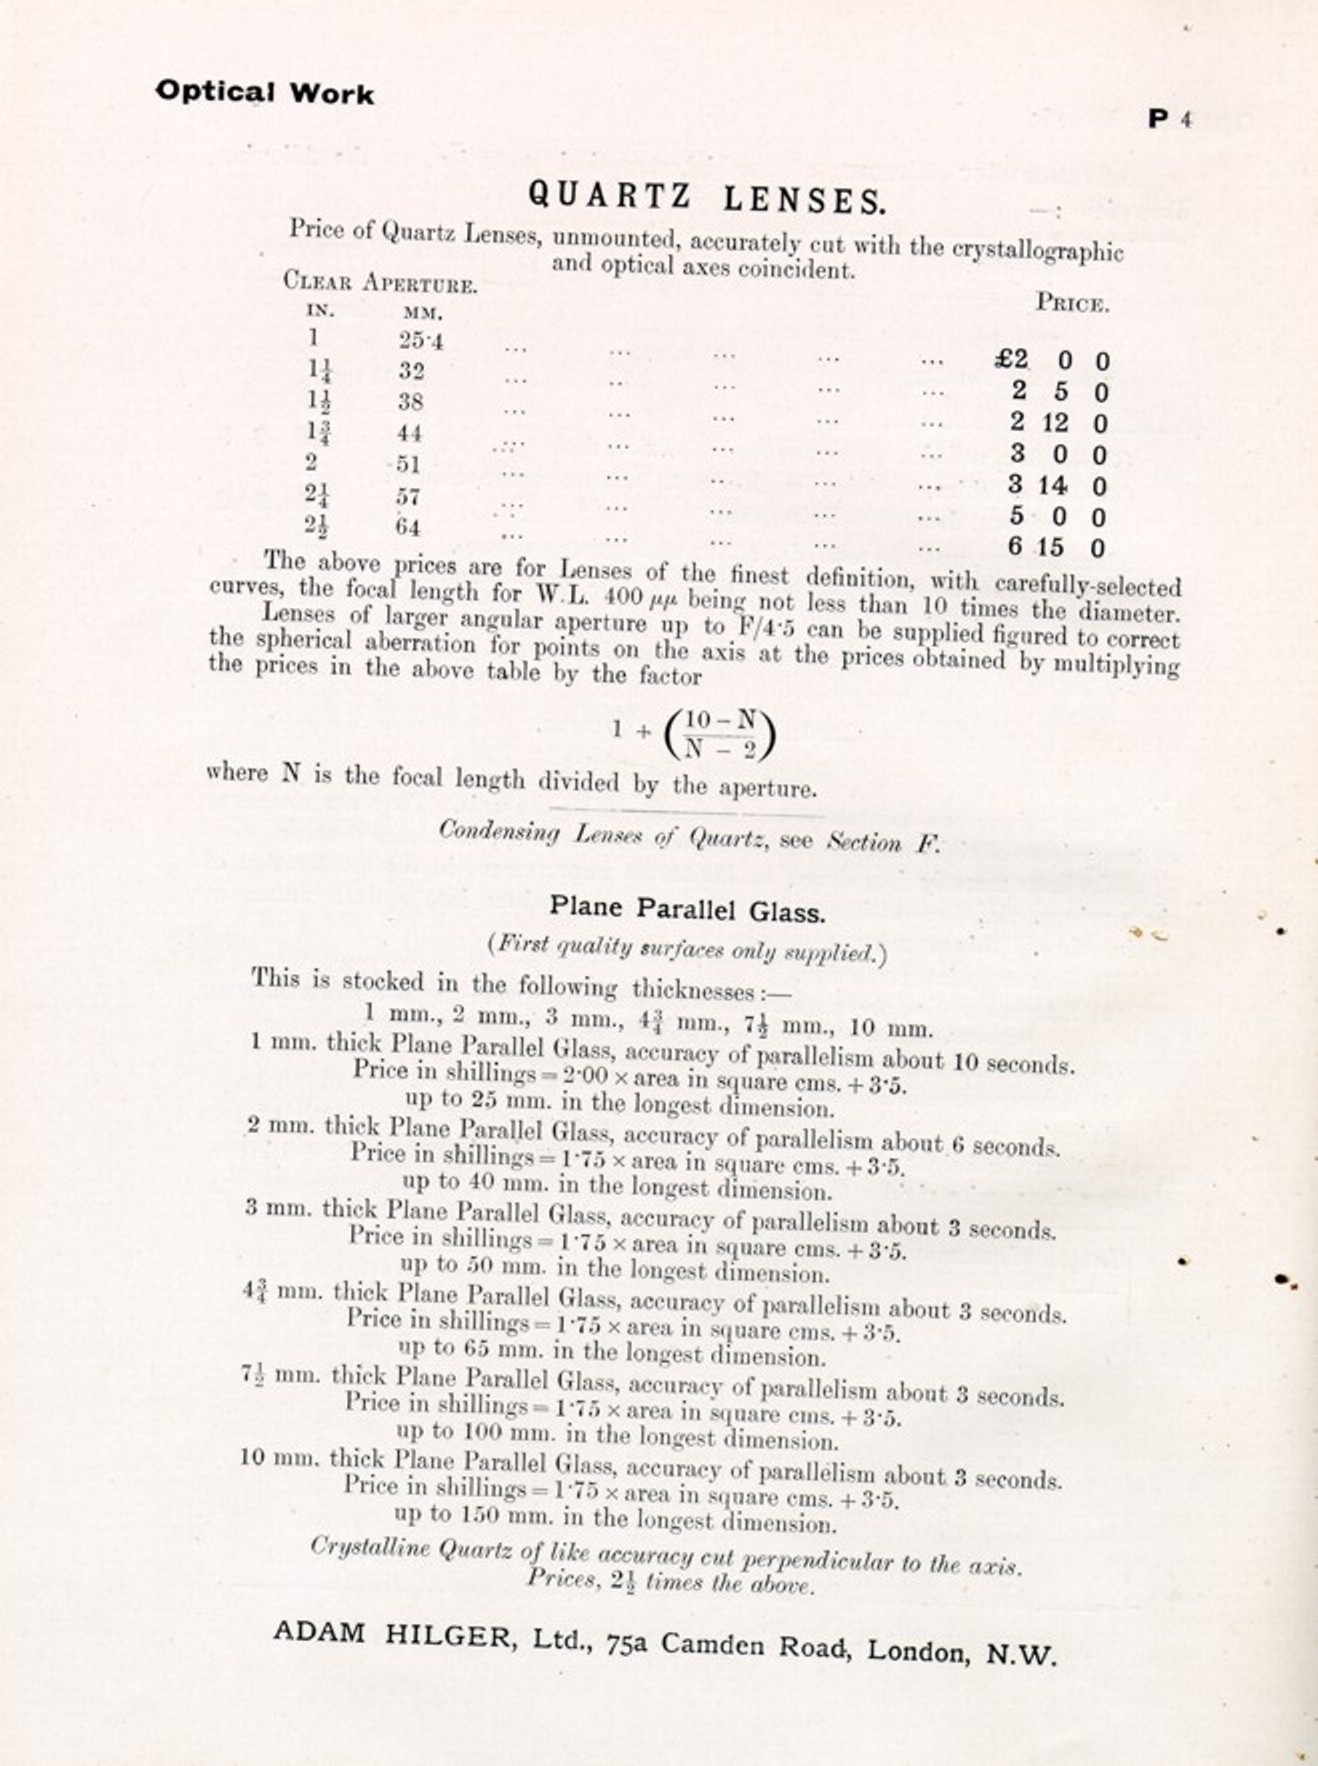 Optical Work
P 4
QUARTZ LENSES.
Price of Quartz Lenses, unmounted, accurately cut with the crystallographic
and optical axes coincident.
CLEAR APERTURE.
PRICE.
IN. MM.
1 25·4 ... ... ... ... ... £2 0 0
1¼ 32 ... ... ... ... ... 2 5 0
1½ 38 ... ... ... ... ... 2 12 0
1¾ 44 ... ... ... ... ... 3 0 0
2 51 ... ... ... ... ... 3 14 0
2¼ 57 ... ... ... ... ... 5 0 0
2½ 64 ... ... ... ... ... 6 15 0
The above prices are for Lenses of the finest definition, with carefully-selected
curves, the focal length for W.L. 400 μμ being not less than 10 times the diameter.
Lenses of larger angular aperture up to F/4·5 can be supplied figured to correct
the spherical aberration for points on the axis at the prices obtained by multiplying
the prices in the above table by the factor
1 + (10 – N / N – 2)
where N is the focal length divided by the aperture.
Condensing Lenses of Quartz, see Section F.
Plane Parallel Glass.
(First quality surfaces only supplied.)
This is stocked in the following thicknesses :—
1 mm., 2 mm., 3 mm., 4¾ mm., 7½ mm., 10 mm.
1 mm. thick Plane Parallel Glass, accuracy of parallelism about 10 seconds.
Price in shillings = 2·00 × area in square cms. + 3·5.
up to 25 mm. in the longest dimension.
2 mm. thick Plane Parallel Glass, accuracy of parallelism about 6 seconds.
Price in shillings = 1·75 × area in square cms. + 3·5.
up to 40 mm. in the longest dimension.
3 mm. thick Plane Parallel Glass, accuracy of parallelism about 3 seconds.
Price in shillings = 1·75 × area in square cms. + 3·5.
up to 50 mm. in the longest dimension.
4¾ mm. thick Plane Parallel Glass, accuracy of parallelism about 3 seconds.
Price in shillings = 1·75 × area in square cms. + 3·5.
up to 65 mm. in the longest dimension.
7½ mm. thick Plane Parallel Glass, accuracy of parallelism about 3 seconds.
Price in shillings = 1·75 × area in square cms. + 3·5.
up to 100 mm. in the longest dimension.
10 mm. thick Plane Parallel Glass, accuracy of parallelism about 3 seconds.
Price in shillings = 1·75 × area in square cms. + 3·5.
up to 150 mm. in the longest dimension.
Crystalline Quartz of like accuracy cut perpendicular to the axis.
Prices, 2½ times the above.
ADAM HILGER, Ltd., 75a Camden Road, London, N.W.